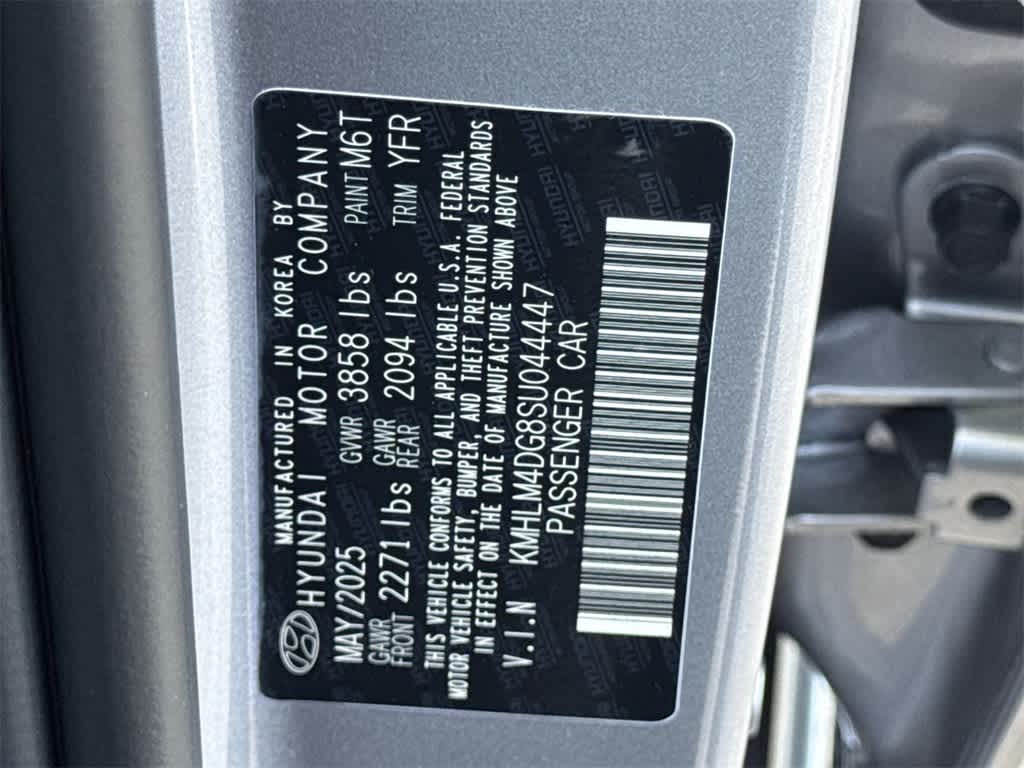 MANUFACTURED IN KOREA BY
HYUNDAI MOTOR COMPANY
MAY/2025 GVWR 3858 lbs PAINT M6T
GAWR FRONT 2271 lbs GAWR REAR 2094 lbs TRIM YFR
THIS VEHICLE CONFORMS TO ALL APPLICABLE U.S.A. FEDERAL
MOTOR VEHICLE SAFETY, BUMPER, AND THEFT PREVENTION STANDARDS
IN EFFECT ON THE DATE OF MANUFACTURE SHOWN ABOVE
V.I.N KMHLM4DG8SU044447
PASSENGER CAR